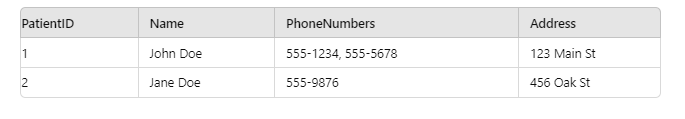 PatientID Name PhoneNumbers Address
1 John Doe 555-1234, 555-5678 123 Main St
2 Jane Doe 555-9876 456 Oak St